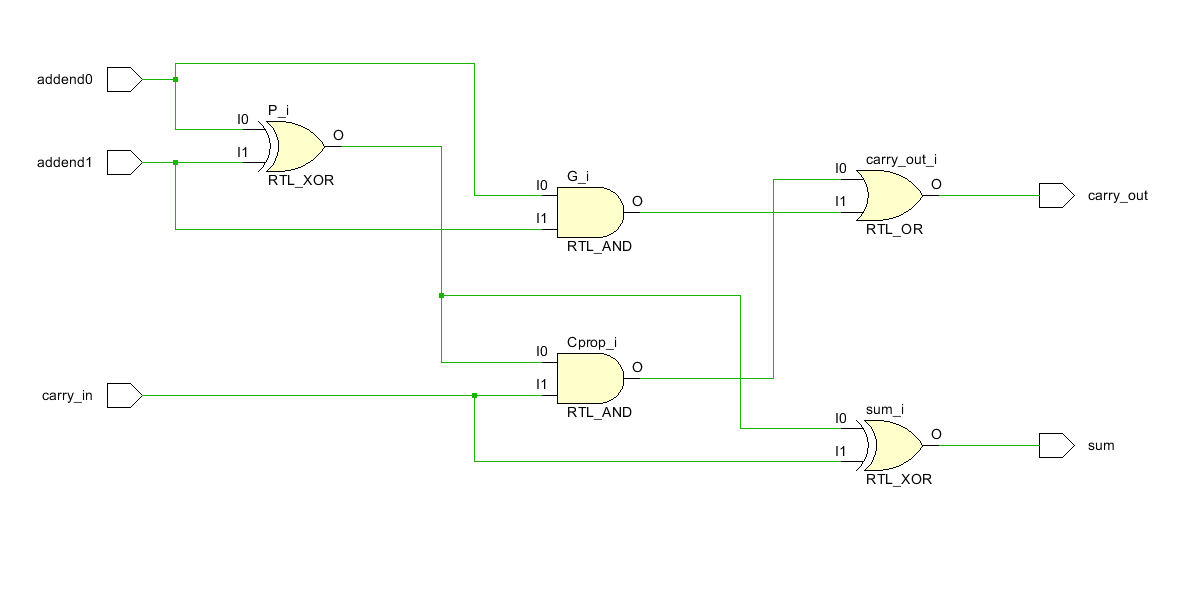 addend0
addend1
carry_in
P_i
I0
I1
O
RTL_XOR
G_i
I0
I1
O
RTL_AND
Cprop_i
I0
I1
O
RTL_AND
carry_out_i
I0
I1
O
RTL_OR
carry_out
sum_i
I0
I1
O
RTL_XOR
sum